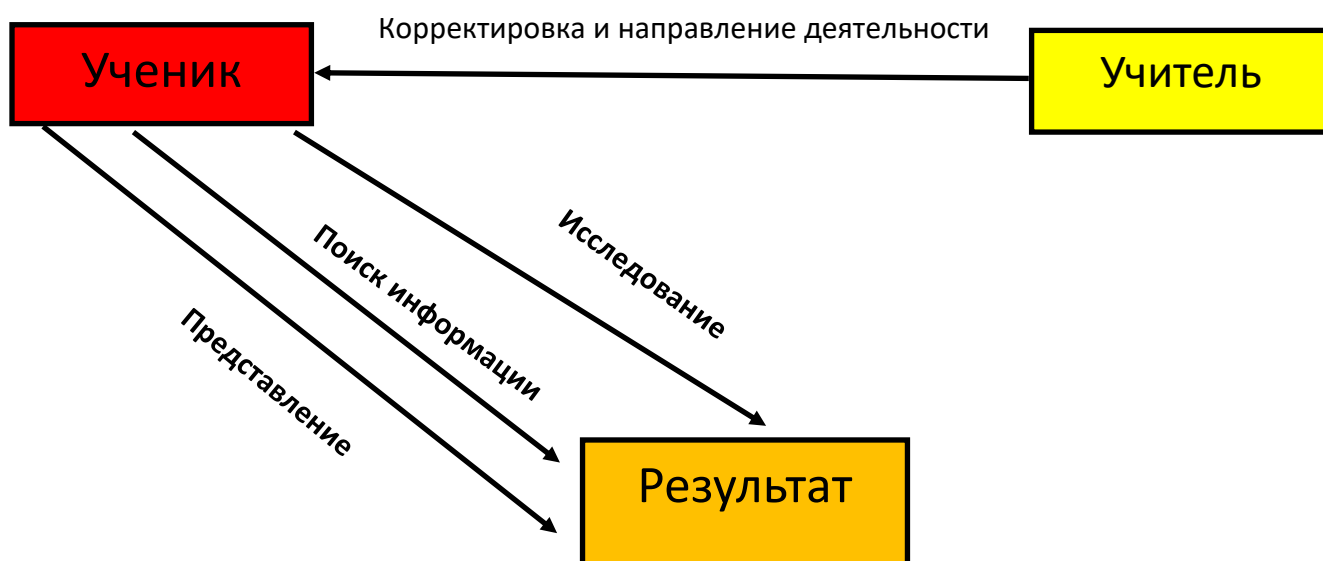 Корректировка и направление деятельности
Ученик
Учитель
Исследование
Поиск информации
Представление
Результат